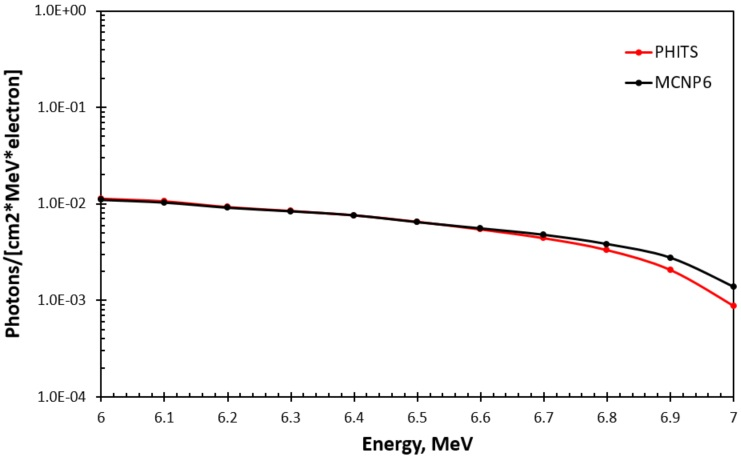 1.0E+00
1.0E-01
1.0E-02
1.0E-03
1.0E-04
Photons/[cm2*MeV*electron]
PHITS
MCNP6
6 6.1 6.2 6.3 6.4 6.5 6.6 6.7 6.8 6.9 7
Energy, MeV